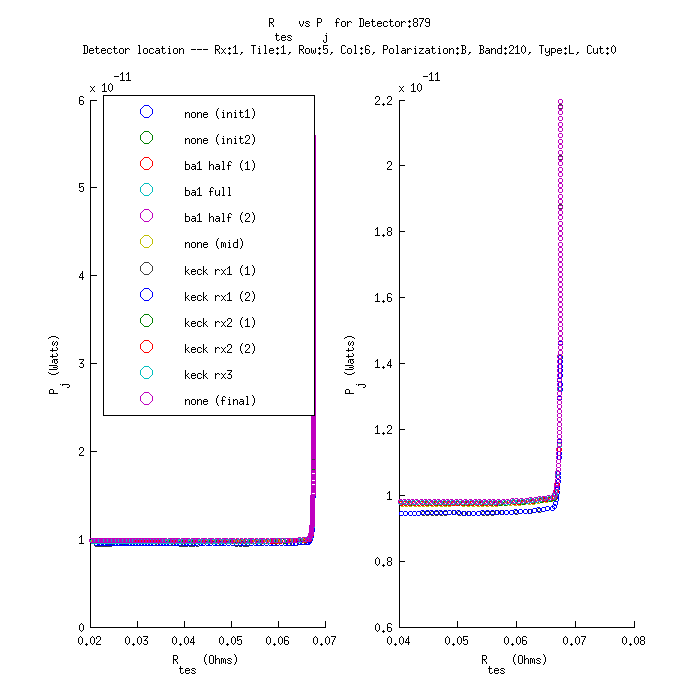 R tes vs P j for Detector:879
Detector location --- Rx:1, Tile:1, Row:5, Col:6, Polarization:B, Band:210, Type:L, Cut:0
x 10^-11
6
5
4
3
2
1
0
P j (Watts)
0.02 0.03 0.04 0.05 0.06 0.07
R tes (Ohms)
none (init1)
none (init2)
ba1 half (1)
ba1 full
ba1 half (2)
none (mid)
keck rx1 (1)
keck rx1 (2)
keck rx2 (1)
keck rx2 (2)
keck rx3
none (final)
x 10^-11
2.2
2
1.8
1.6
1.4
1.2
1
0.8
0.6
P j (Watts)
0.04 0.05 0.06 0.07 0.08
R tes (Ohms)